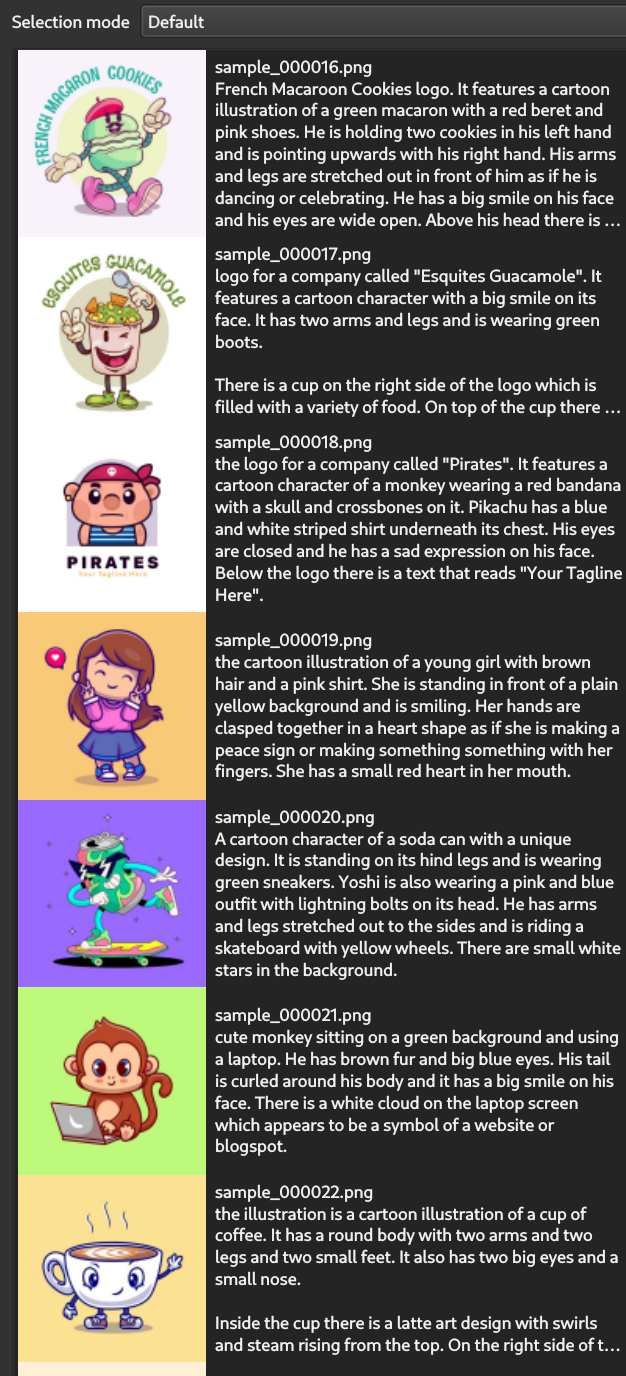 Selection mode
Default
FRENCH MACARON COOKIES
sample_000016.png
French Macaroon Cookies logo. It features a cartoon
illustration of a green macaron with a red beret and
pink shoes. He is holding two cookies in his left hand
and is pointing upwards with his right hand. His arms
and legs are stretched out in front of him as if he is
dancing or celebrating. He has a big smile on his face
and his eyes are wide open. Above his head there is …
ESQUITES GUACAMOLE
sample_000017.png
logo for a company called "Esquites Guacamole". It
features a cartoon character with a big smile on its
face. It has two arms and legs and is wearing green
boots.
There is a cup on the right side of the logo which is
filled with a variety of food. On top of the cup there …
PIRATES
Your Tagline Here
sample_000018.png
the logo for a company called "Pirates". It features a
cartoon character of a monkey wearing a red bandana
with a skull and crossbones on it. Pikachu has a blue
and white striped shirt underneath its chest. His eyes
are closed and he has a sad expression on his face.
Below the logo there is a text that reads "Your Tagline
Here".
sample_000019.png
the cartoon illustration of a young girl with brown
hair and a pink shirt. She is standing in front of a plain
yellow background and is smiling. Her hands are
clasped together in a heart shape as if she is making a
peace sign or making something something with her
fingers. She has a small red heart in her mouth.
sample_000020.png
A cartoon character of a soda can with a unique
design. It is standing on its hind legs and is wearing
green sneakers. Yoshi is also wearing a pink and blue
outfit with lightning bolts on its head. He has arms
and legs stretched out to the sides and is riding a
skateboard with yellow wheels. There are small white
stars in the background.
sample_000021.png
cute monkey sitting on a green background and using
a laptop. He has brown fur and big blue eyes. His tail
is curled around his body and it has a big smile on his
face. There is a white cloud on the laptop screen
which appears to be a symbol of a website or
blogspot.
sample_000022.png
the illustration is a cartoon illustration of a cup of
coffee. It has a round body with two arms and two
legs and two small feet. It also has two big eyes and a
small nose.
Inside the cup there is a latte art design with swirls
and steam rising from the top. On the right side of t…